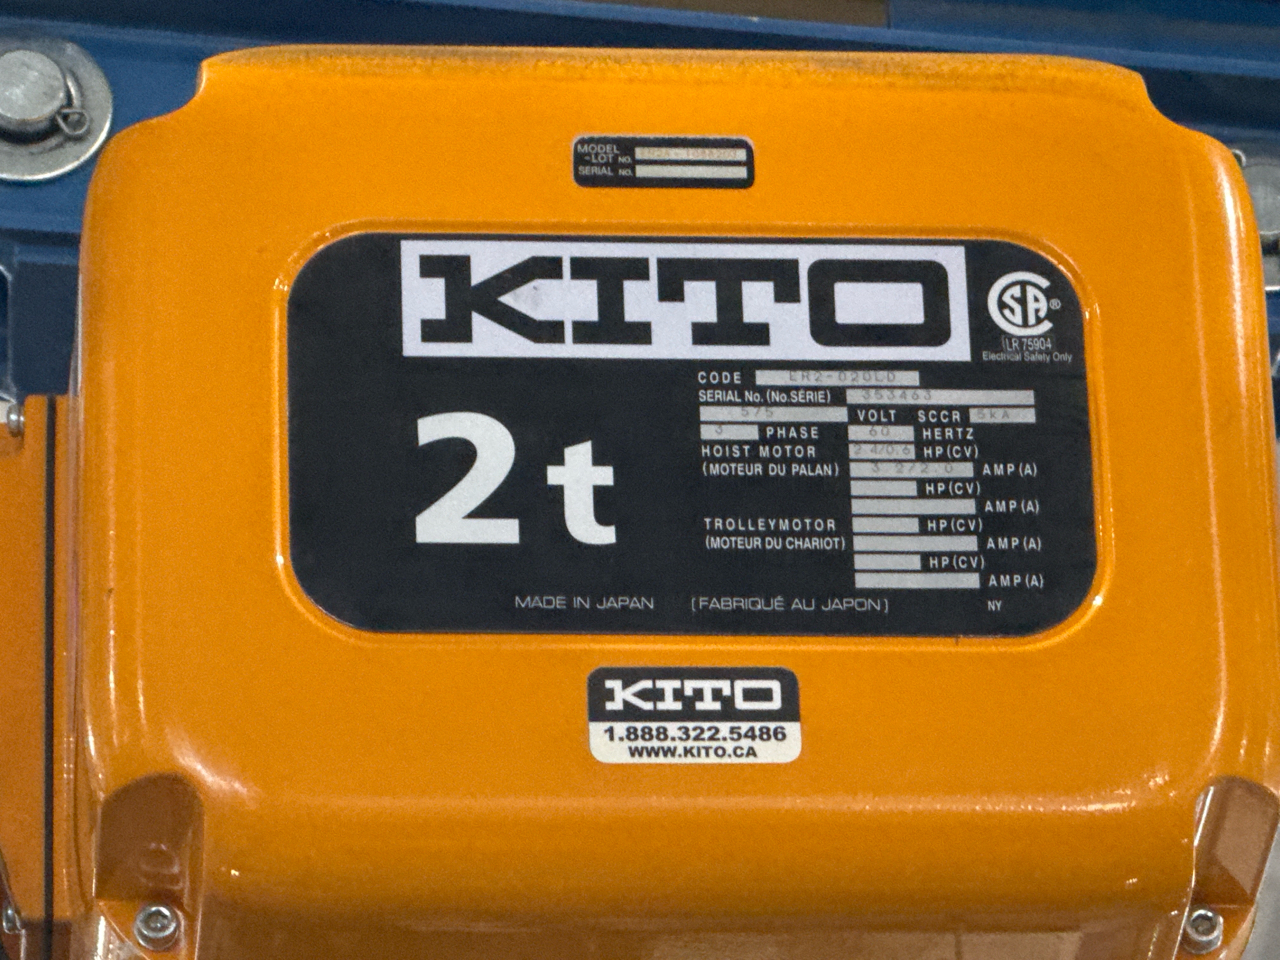 MODEL
-LOT NO.
SERIAL NO.
KITO
CSA ®
LR 75904
Electrical Safety Only
2t
CODE ER2-020LD
SERIAL No. (No.SÉRIE) 353463
575 VOLT SCCR 5kA
3 PHASE 60 HERTZ
HOIST MOTOR 2.4/0.6 HP(CV)
(MOTEUR DU PALAN) 3.2/2.0 AMP(A)
HP(CV)
AMP(A)
TROLLEYMOTOR HP(CV)
(MOTEUR DU CHARIOT) AMP(A)
HP(CV)
AMP(A)
MADE IN JAPAN [FABRIQUÉ AU JAPON] NY
KITO
1.888.322.5486
WWW.KITO.CA